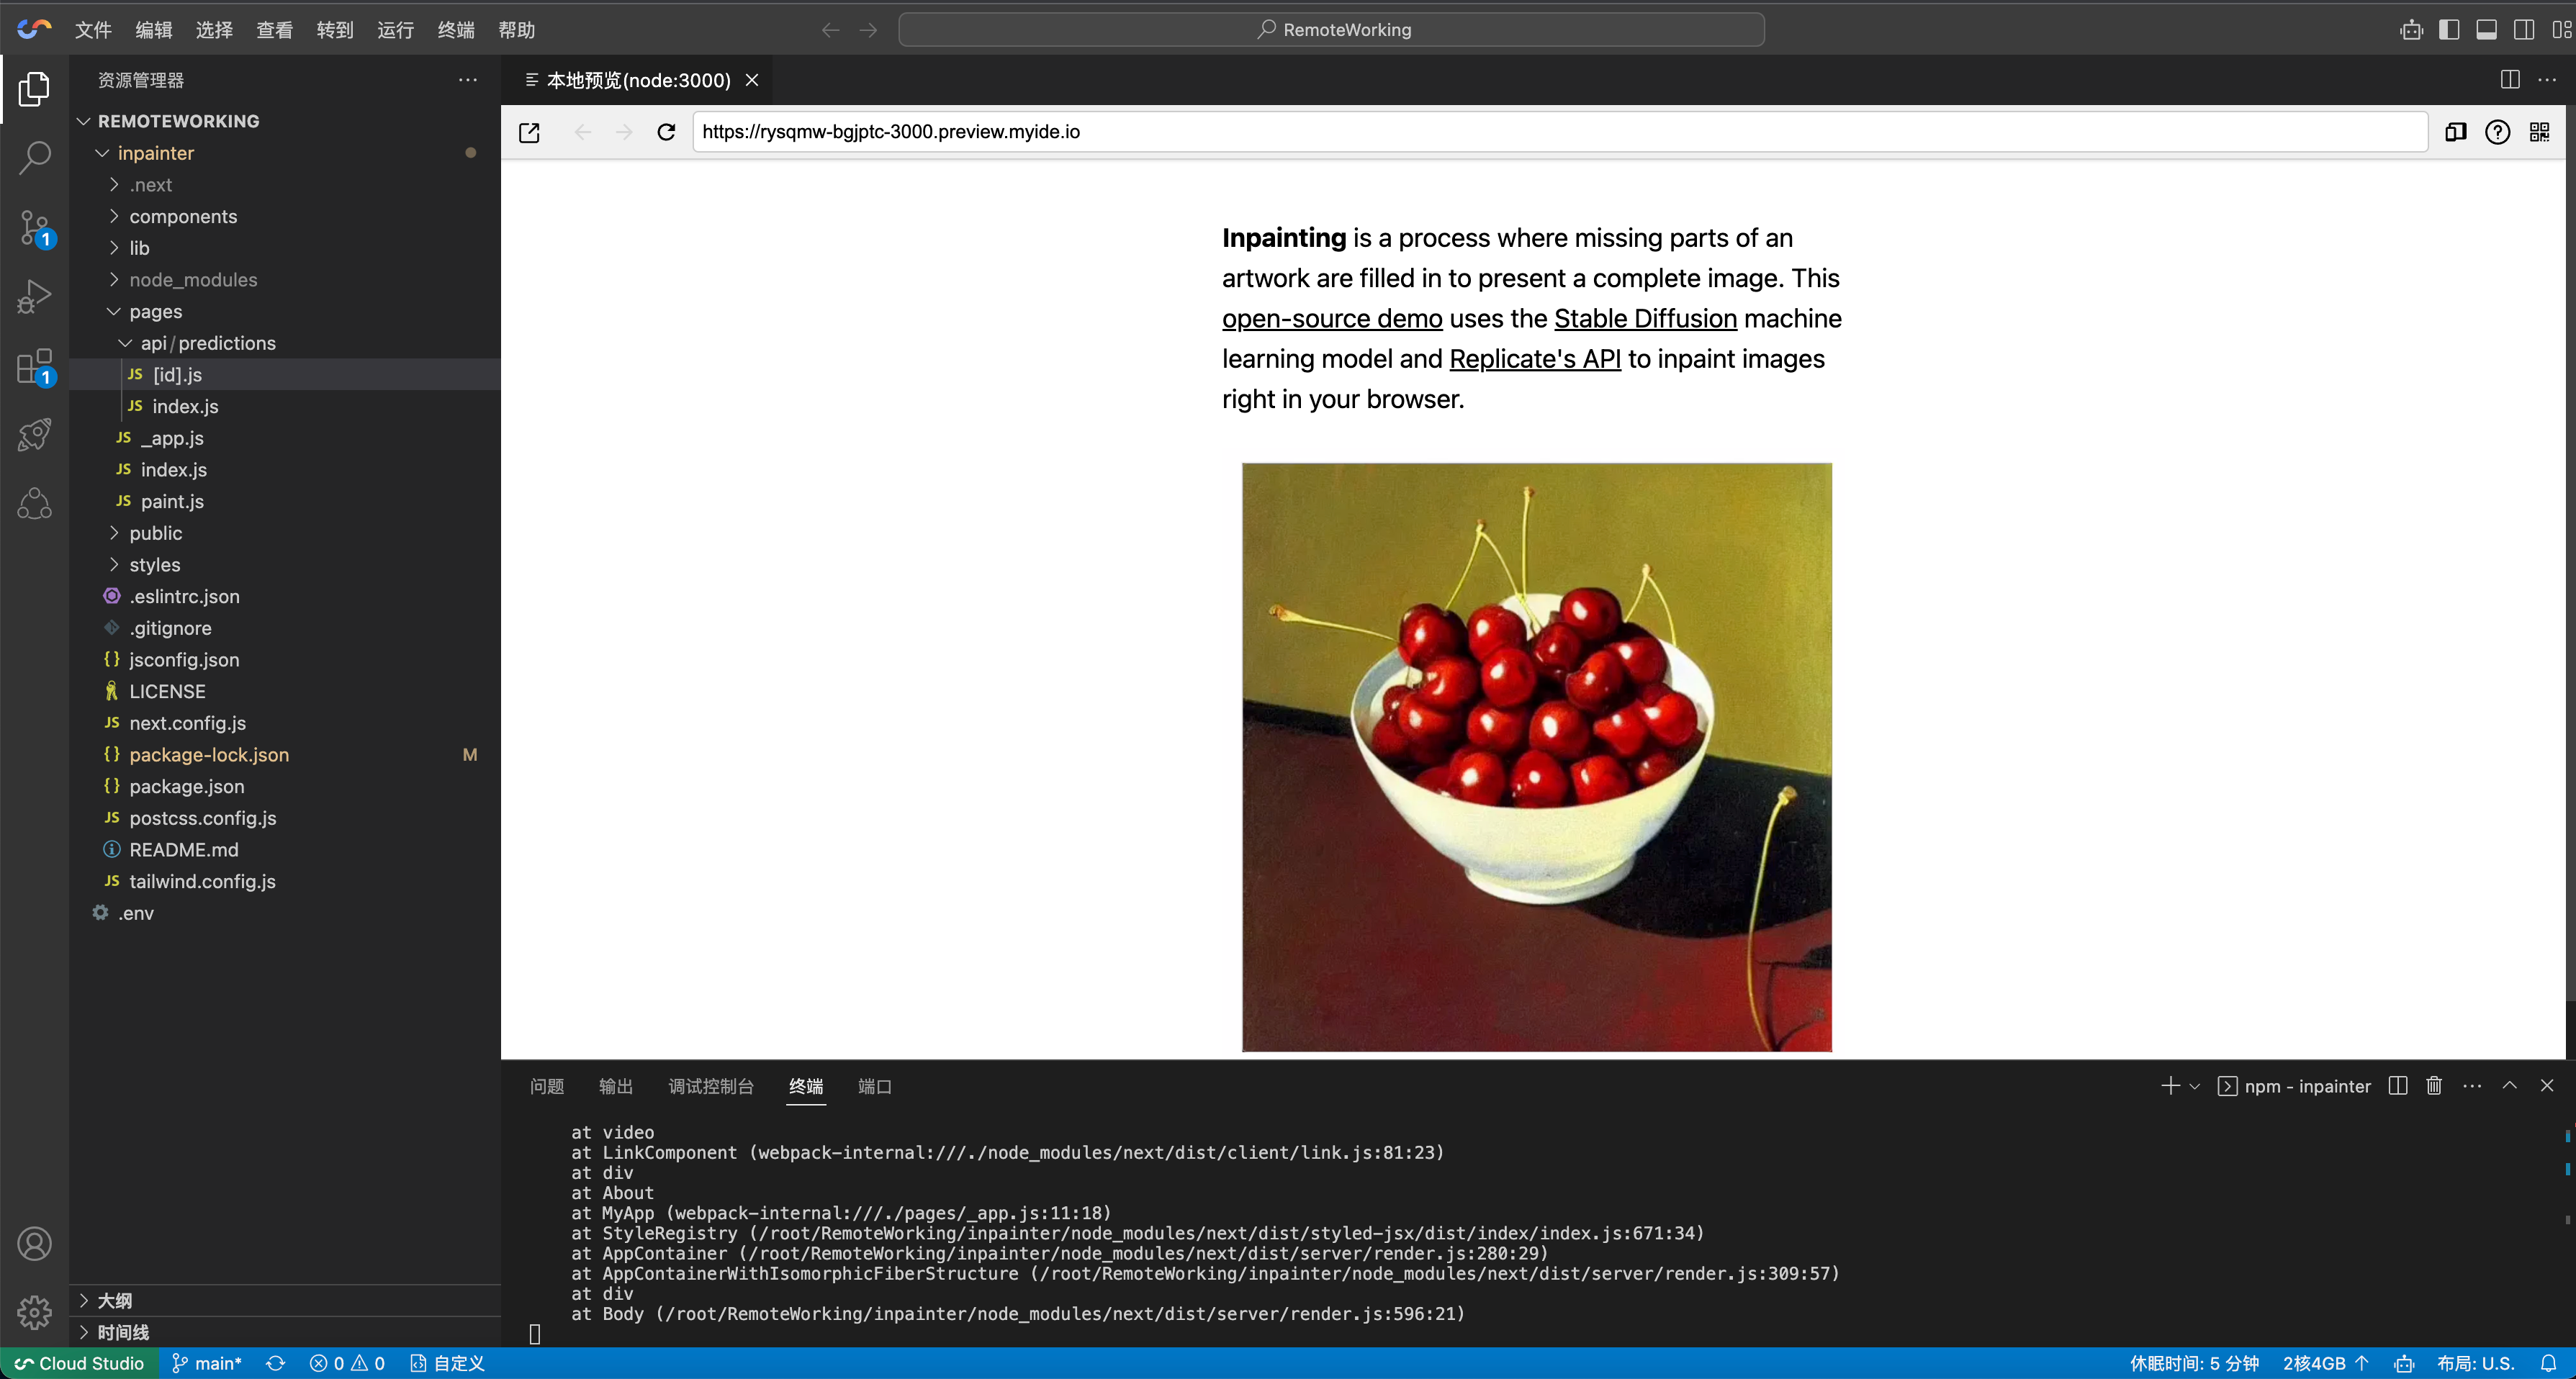 文件 编辑 选择 查看 转到 运行 终端 帮助
RemoteWorking
资源管理器
REMOTEWORKING
inpainter
.next
components
lib
node_modules
pages
api/predictions
JS [id].js
JS index.js
JS _app.js
JS index.js
JS paint.js
public
styles
.eslintrc.json
.gitignore
{} jsconfig.json
LICENSE
JS next.config.js
{} package-lock.json M
{} package.json
JS postcss.config.js
README.md
JS tailwind.config.js
.env
大纲
时间线
1
1
本地预览(node:3000)
https://rysqmw-bgjptc-3000.preview.myide.io
Inpainting is a process where missing parts of an
artwork are filled in to present a complete image. This
open-source demo uses the Stable Diffusion machine
learning model and Replicate's API to inpaint images
right in your browser.
问题 输出 调试控制台 终端 端口
npm - inpainter
at video
at LinkComponent (webpack-internal:///./node_modules/next/dist/client/link.js:81:23)
at div
at About
at MyApp (webpack-internal:///./pages/_app.js:11:18)
at StyleRegistry (/root/RemoteWorking/inpainter/node_modules/next/dist/styled-jsx/dist/index/index.js:671:34)
at AppContainer (/root/RemoteWorking/inpainter/node_modules/next/dist/server/render.js:280:29)
at AppContainerWithIsomorphicFiberStructure (/root/RemoteWorking/inpainter/node_modules/next/dist/server/render.js:309:57)
at div
at Body (/root/RemoteWorking/inpainter/node_modules/next/dist/server/render.js:596:21)
Cloud Studio main* 0 0 自定义
休眠时间: 5 分钟 2核4GB ↑ 布局: U.S.